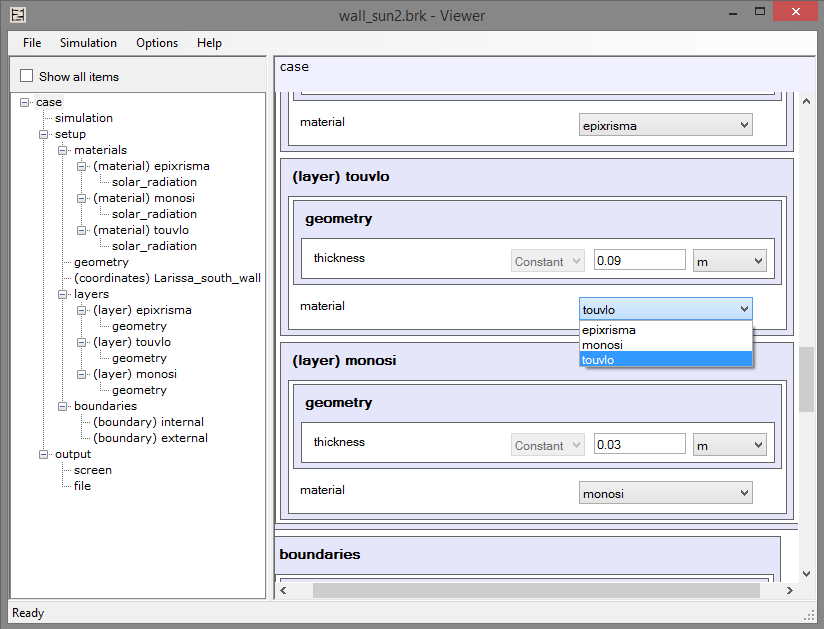 wall_sun2.brk - Viewer
File Simulation Options Help
Show all items
case
simulation
setup
materials
(material) epixrisma
solar_radiation
(material) monosi
solar_radiation
(material) touvlo
solar_radiation
geometry
(coordinates) Larissa_south_wall
layers
(layer) epixrisma
geometry
(layer) touvlo
geometry
(layer) monosi
geometry
boundaries
(boundary) internal
(boundary) external
output
screen
file
case
material epixrisma
(layer) touvlo
geometry
thickness Constant 0.09 m
material touvlo
epixrisma
monosi
touvlo
(layer) monosi
geometry
thickness Constant 0.03 m
material monosi
boundaries
Ready